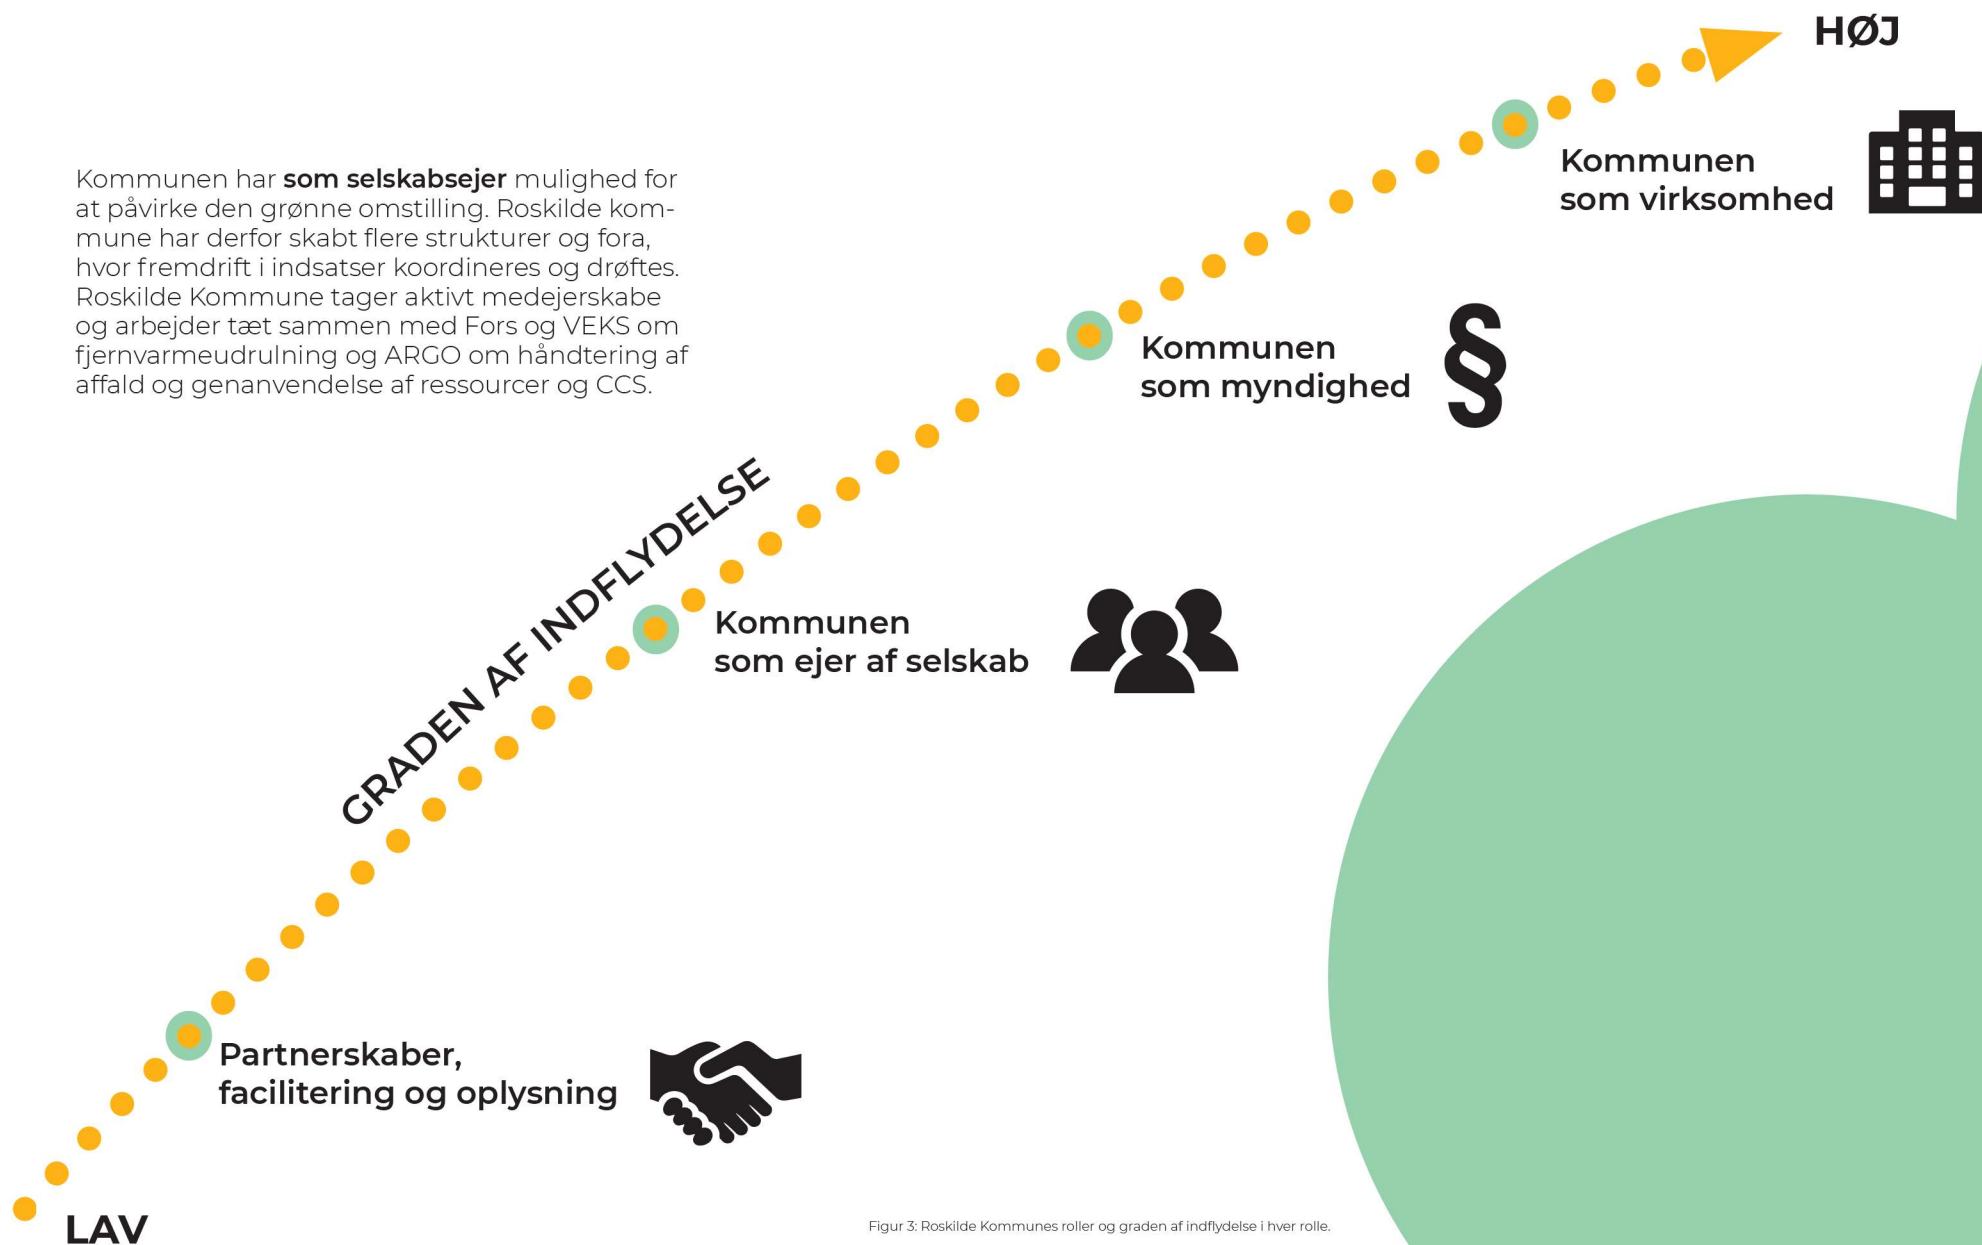 HØJ
Kommunen har som selskabsejer mulighed for
at påvirke den grønne omstilling. Roskilde kom-
mune har derfor skabt flere strukturer og fora,
hvor fremdrift i indsatser koordineres og drøftes.
Roskilde Kommune tager aktivt medejerskabe
og arbejder tæt sammen med Fors og VEKS om
fjernvarmeudrulning og ARGO om håndtering af
affald og genanvendelse af ressourcer og CCS.
Kommunen
som virksomhed
Kommunen
som myndighed
§
GRADEN AF INDFLYDELSE
Kommunen
som ejer af selskab
Partnerskaber,
facilitering og oplysning
LAV
Figur 3: Roskilde Kommunes roller og graden af indflydelse i hver rolle.